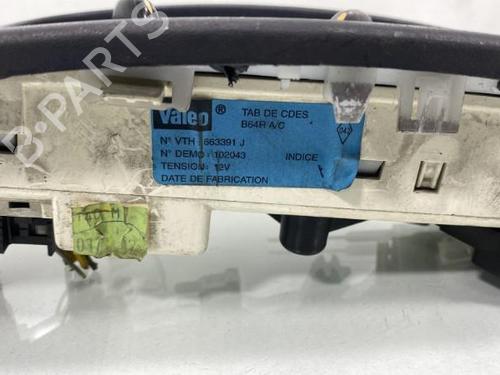 Valeo ®
TAB DE CDES
B64R A/C
N° VTH : 663391 J
N° DEMO : 102043
INDICE
TENSION : 12V
DATE DE FABRICATION
B-PARTS